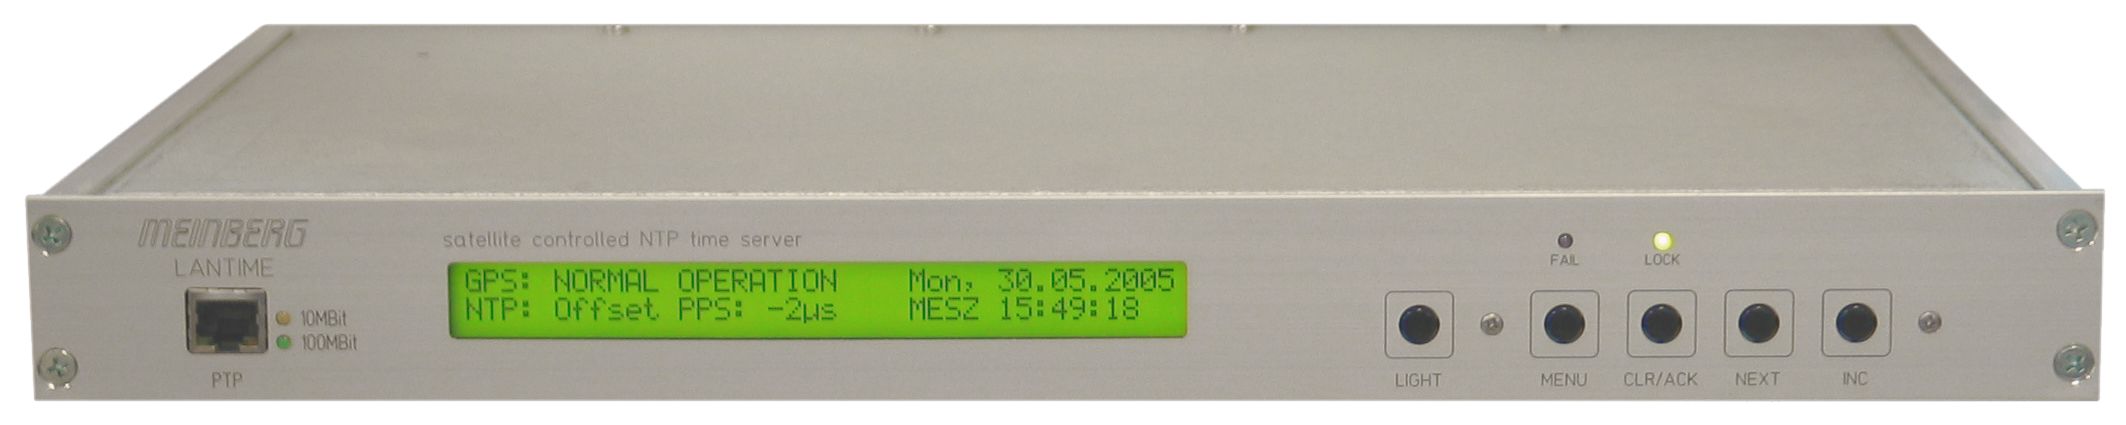 MEINBERG
LANTIME
satellite controlled NTP time server
GPS: NORMAL OPERATION Mon, 30.05.2005
NTP: Offset PPS: -2µs MESZ 15:49:18
10MBit
100MBit
PTP
FAIL LOCK
LIGHT MENU CLR/ACK NEXT INC